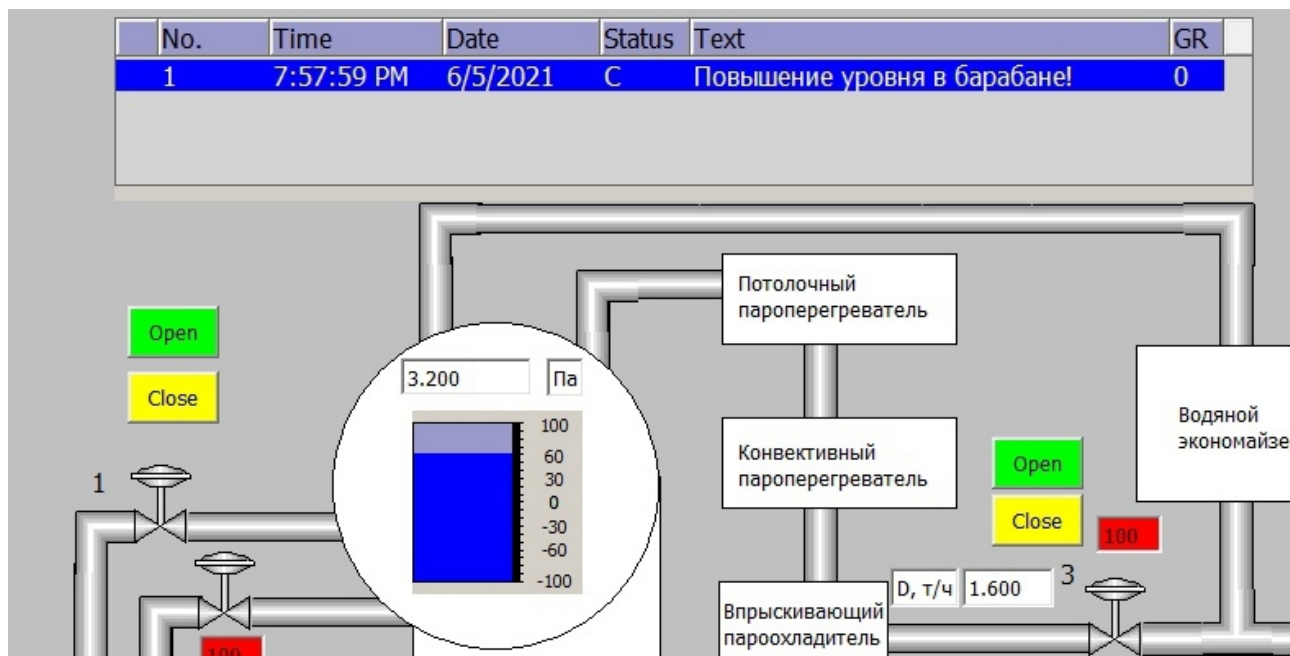 No. Time Date Status Text GR
1 7:57:59 PM 6/5/2021 C Повышение уровня в барабане! 0
Потолочный
пароперегреватель
Open
Close
3.200 Па
100
60
30
0
-30
-60
-100
1
Конвективный
пароперегреватель
Водяной
экономайзе
Open
Close
100
Впрыскивающий
пароохладитель
D, т/ч 1.600
3
100